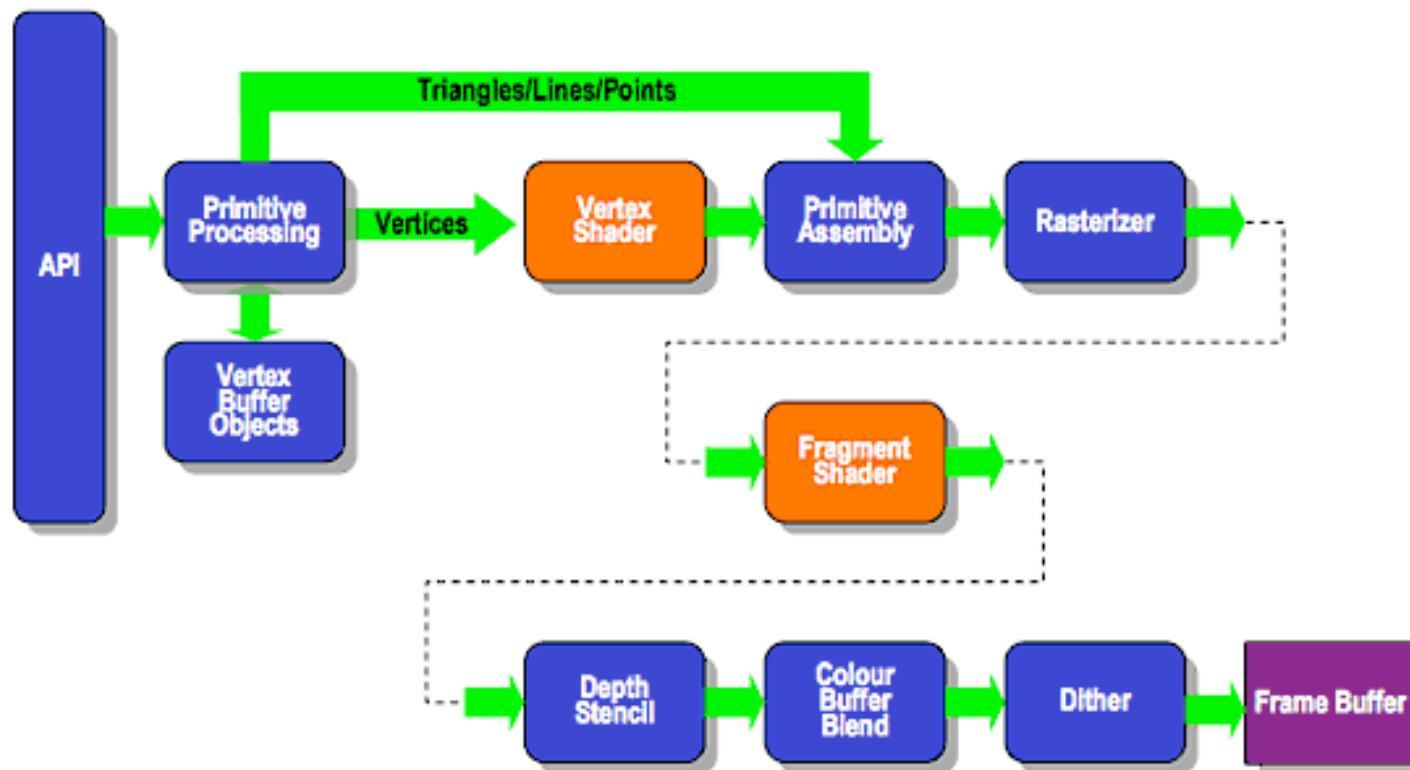 Triangles/Lines/Points
API
Primitive
Processing
Vertices
Vertex
Shader
Primitive
Assembly
Rasterizer
Vertex
Buffer
Objects
Fragment
Shader
Depth
Stencil
Colour
Buffer
Blend
Dither
Frame Buffer